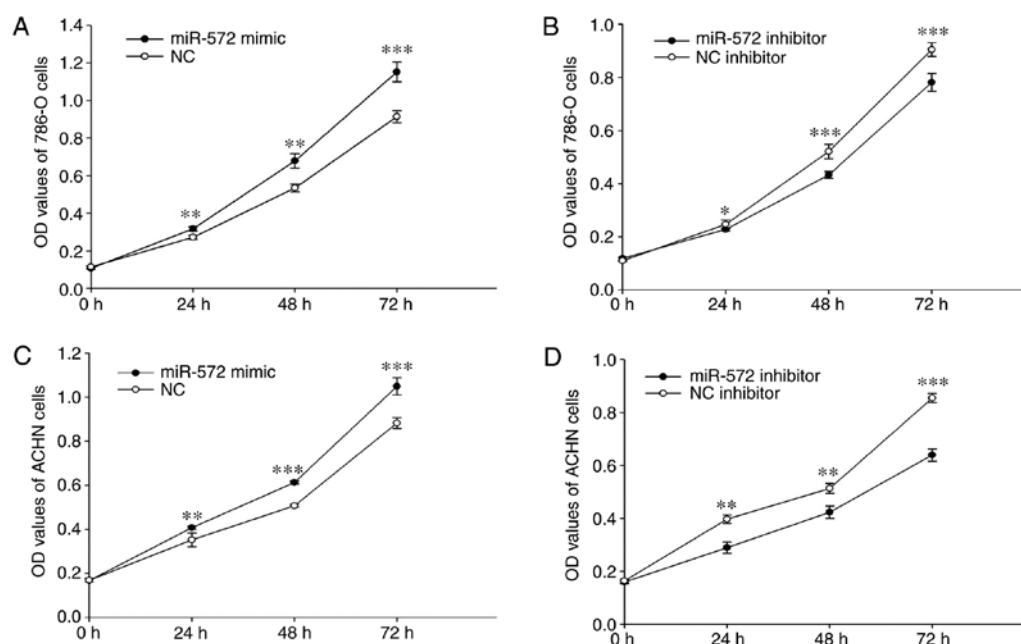 A
miR-572 mimic
NC
OD values of 786-O cells
1.4
1.2
1.0
0.8
0.6
0.4
0.2
0.0
**
**
***
0 h
24 h
48 h
72 h
B
miR-572 inhibitor
NC inhibitor
OD values of 786-O cells
1.0
0.8
0.6
0.4
0.2
0.0
*
***
***
0 h
24 h
48 h
72 h
C
miR-572 mimic
NC
OD values of ACHN cells
1.2
1.0
0.8
0.6
0.4
0.2
0.0
**
***
***
0 h
24 h
48 h
72 h
D
miR-572 inhibitor
NC inhibitor
OD values of ACHN cells
1.0
0.8
0.6
0.4
0.2
0.0
**
**
***
0 h
24 h
48 h
72 h